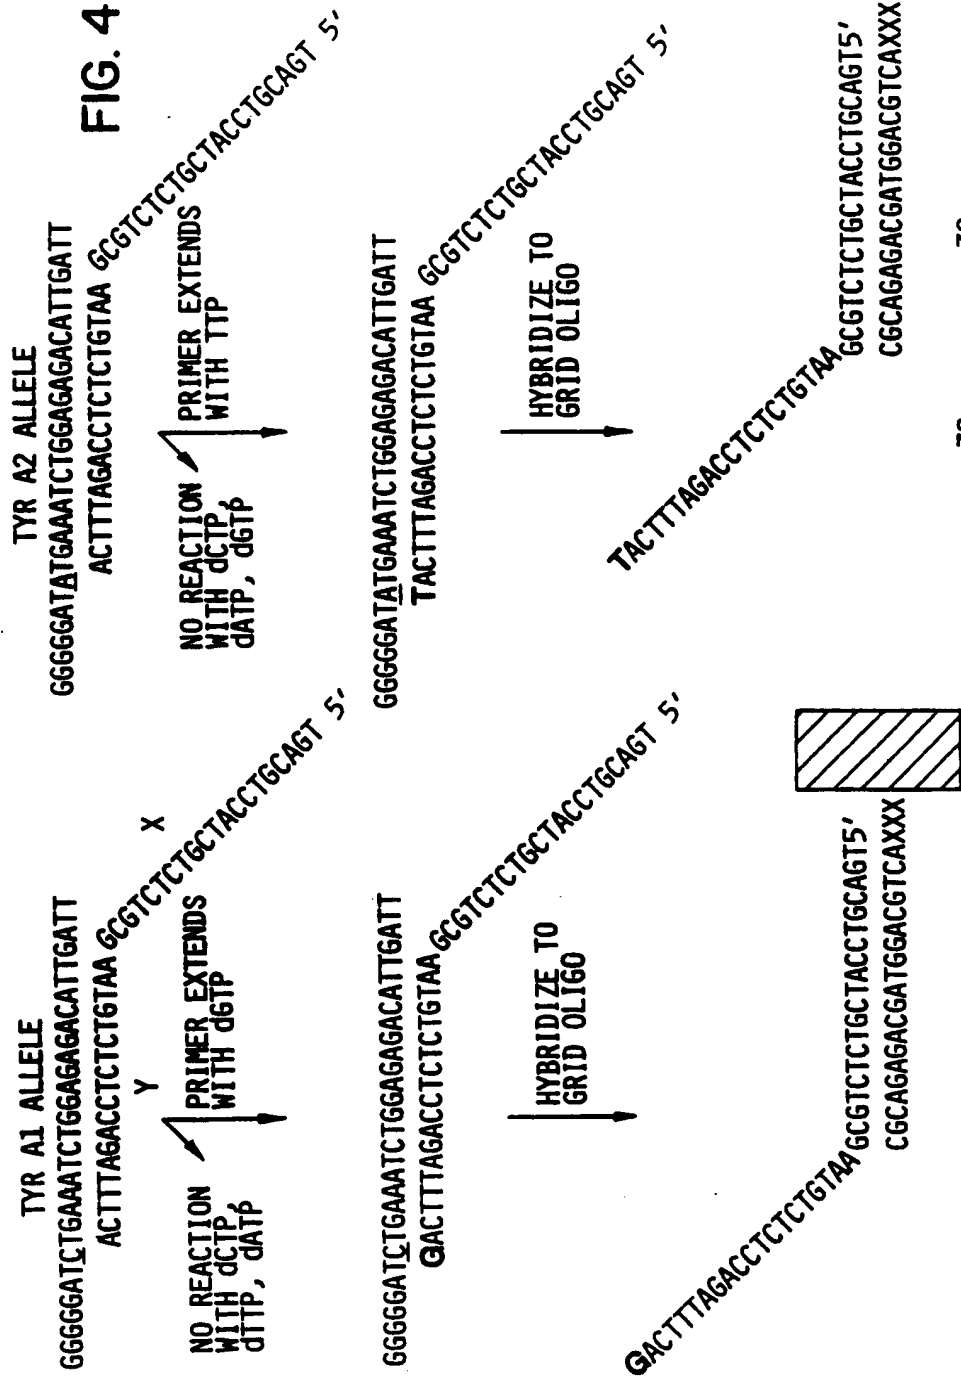 FIG. 4
TYR A1 ALLELE
GGGGGATCTGAAATCTGGAGAGACATTGATT
ACTTTAGACCTCTCTGTAA GCGTCTCTGCTACCTGCAGT 5'
Y
X
NO REACTION
WITH dCTP,
dTTP, dATP
PRIMER EXTENDS
WITH dGTP
GGGGGATCTGAAATCTGGAGAGACATTGATT
GACTTTAGACCTCTCTGTAA GCGTCTCTGCTACCTGCAGT 5'
HYBRIDIZE TO
GRID OLIGO
GACTTTAGACCTCTCTGTAA GCGTCTCTGCTACCTGCAGT5'
CGCAGAGACGATGGACGTCAXXX
TYR A2 ALLELE
GGGGGATATGAAATCTGGAGAGACATTGATT
ACTTTAGACCTCTCTGTAA GCGTCTCTGCTACCTGCAGT 5'
NO REACTION
WITH dCTP,
dATP, dGTP
PRIMER EXTENDS
WITH TTP
GGGGGATATGAAATCTGGAGAGACATTGATT
TACTTTAGACCTCTCTGTAA GCGTCTCTGCTACCTGCAGT 5'
HYBRIDIZE TO
GRID OLIGO
TACTTTAGACCTCTCTGTAA GCGTCTCTGCTACCTGCAGT5'
CGCAGAGACGATGGACGTCAXXX